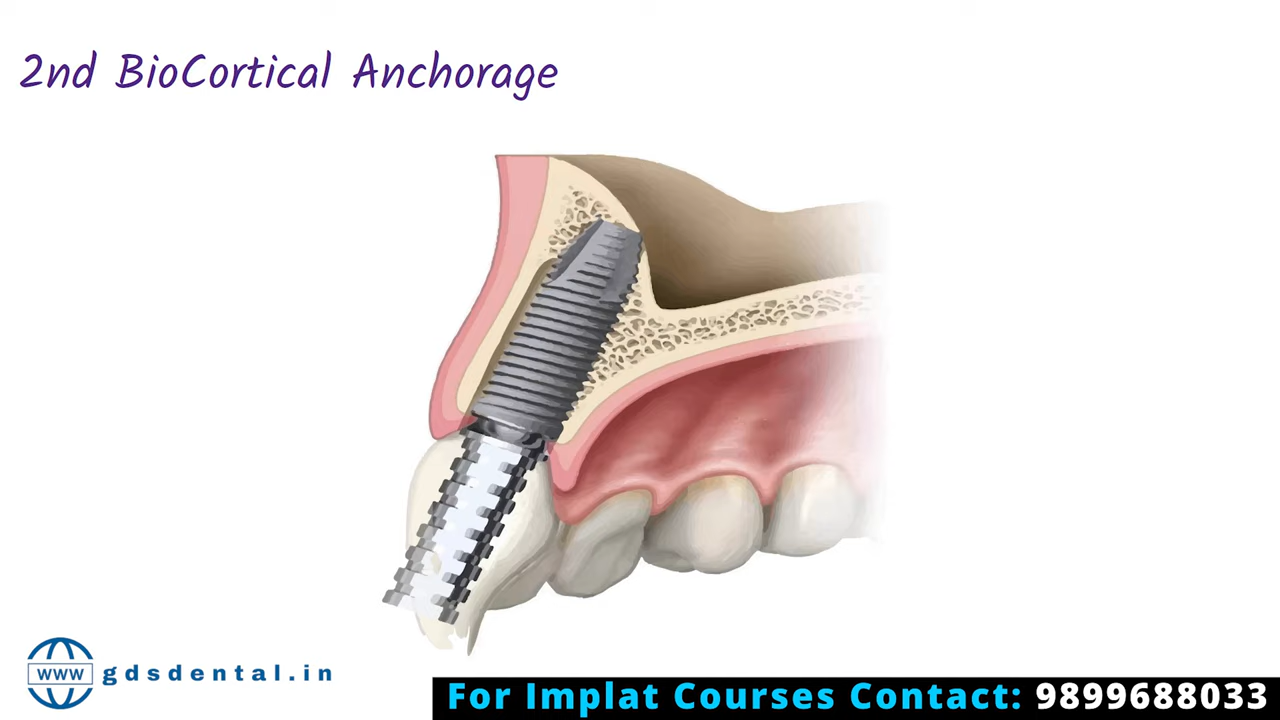 2nd BioCortical Anchorage
www gdsdental.in
For Implat Courses Contact: 9899688033